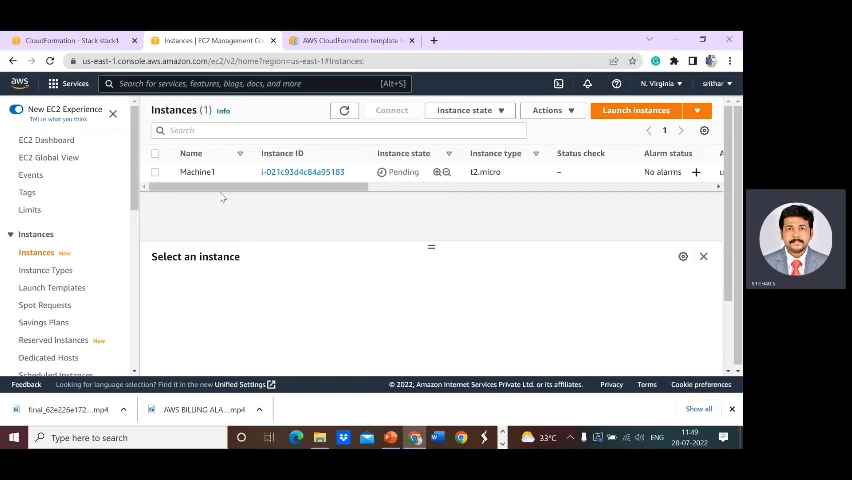 CloudFormation - Stack stack1
Instances | EC2 Management Co
AWS CloudFormation template
us-east-1.console.aws.amazon.com/ec2/v2/home?region=us-east-1#Instances:
aws
Services
Search for services, features, blogs, docs, and more
[Alt+S]
N. Virginia
srithar
New EC2 Experience
Tell us what you think
EC2 Dashboard
EC2 Global View
Events
Tags
Limits
Instances
Instances New
Instance Types
Launch Templates
Spot Requests
Savings Plans
Reserved Instances New
Dedicated Hosts
Scheduled Instances
Instances (1) Info
Connect
Instance state
Actions
Launch instances
Search
1
Name
Instance ID
Instance state
Instance type
Status check
Alarm status
A
Machine1
i-021c93d4c84a95183
Pending
t2.micro
–
No alarms
u
Select an instance
SRITHAR S
Feedback
Looking for language selection? Find it in the new Unified Settings
© 2022, Amazon Internet Services Private Ltd. or its affiliates.
Privacy
Terms
Cookie preferences
final_62e226e172....mp4
AWS BILLING ALA....mp4
Show all
Type here to search
33°C
ENG
11:49
28-07-2022